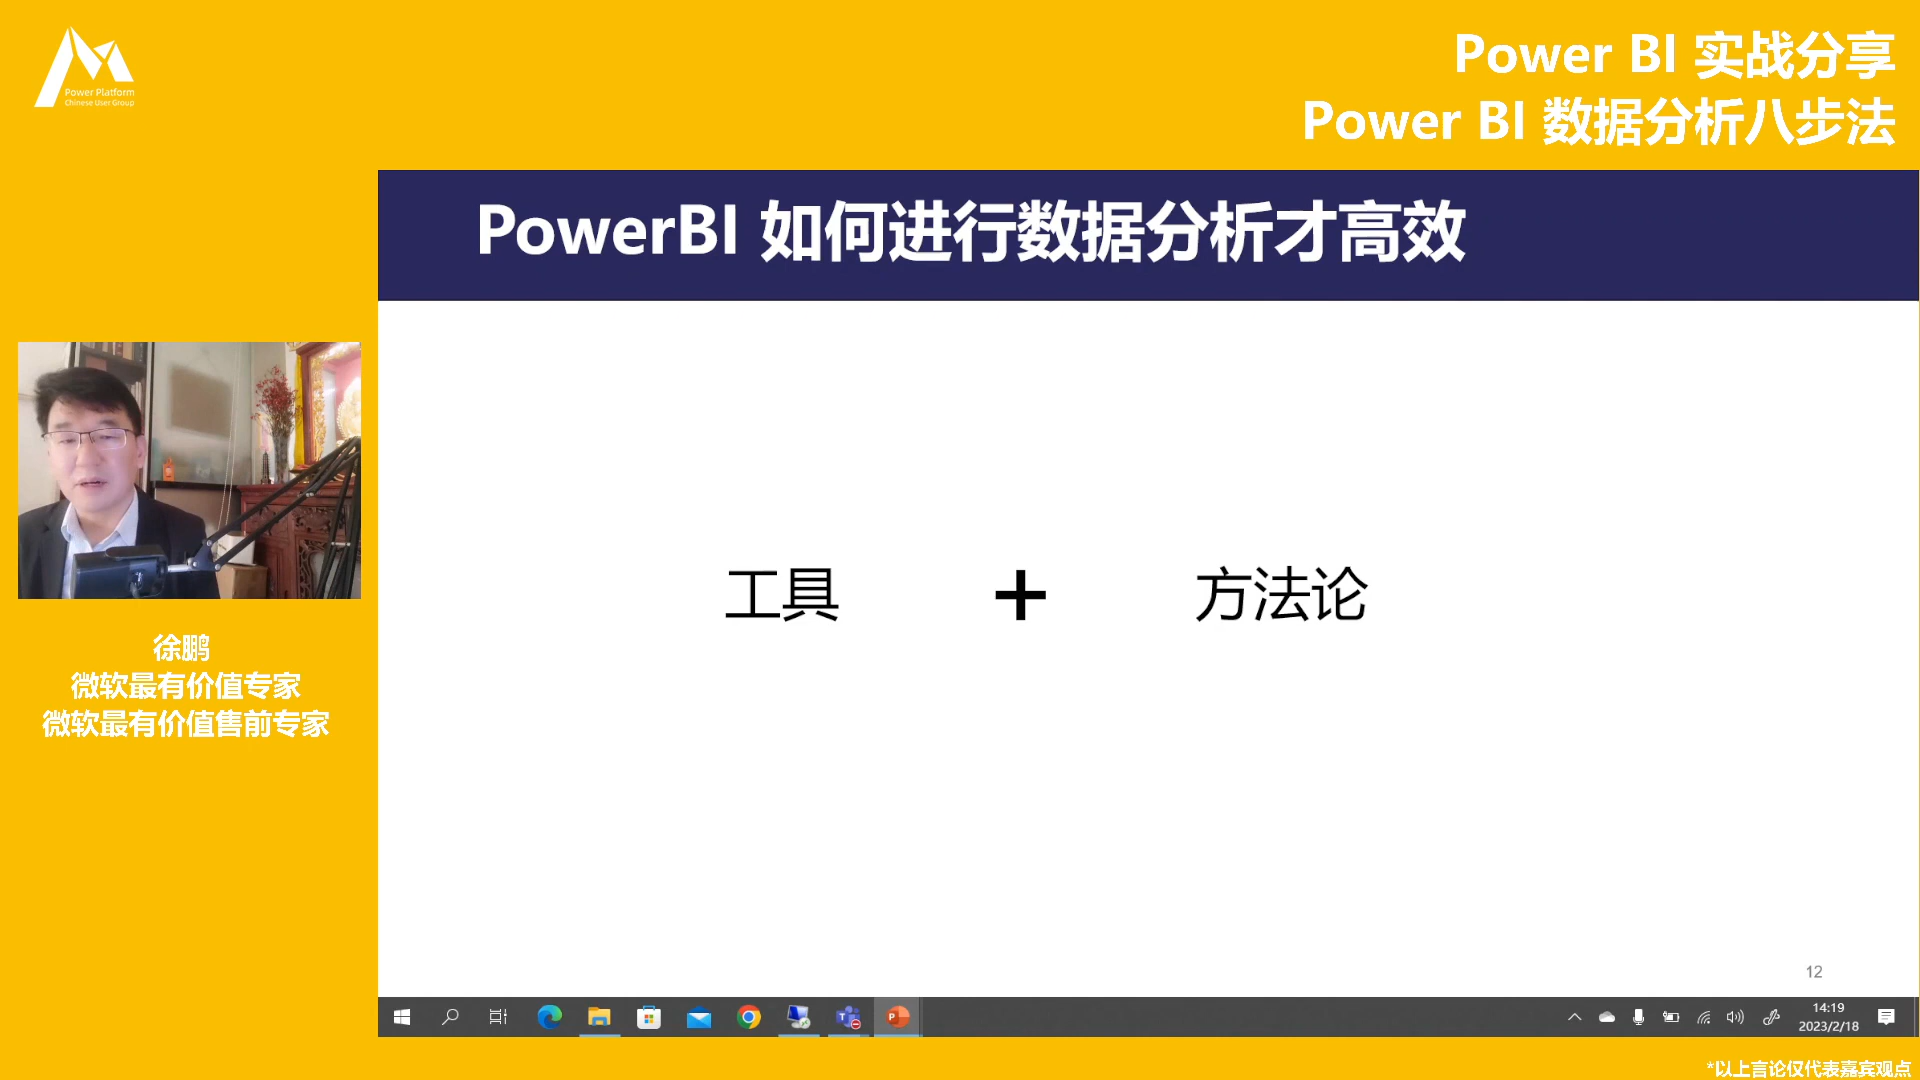 Power Platform
Chinese User Group
Power BI 实战分享
Power BI 数据分析八步法
PowerBI 如何进行数据分析才高效
工具 + 方法论
徐鹏
微软最有价值专家
微软最有价值售前专家
12
14:19
2023/2/18
*以上言论仅代表嘉宾观点